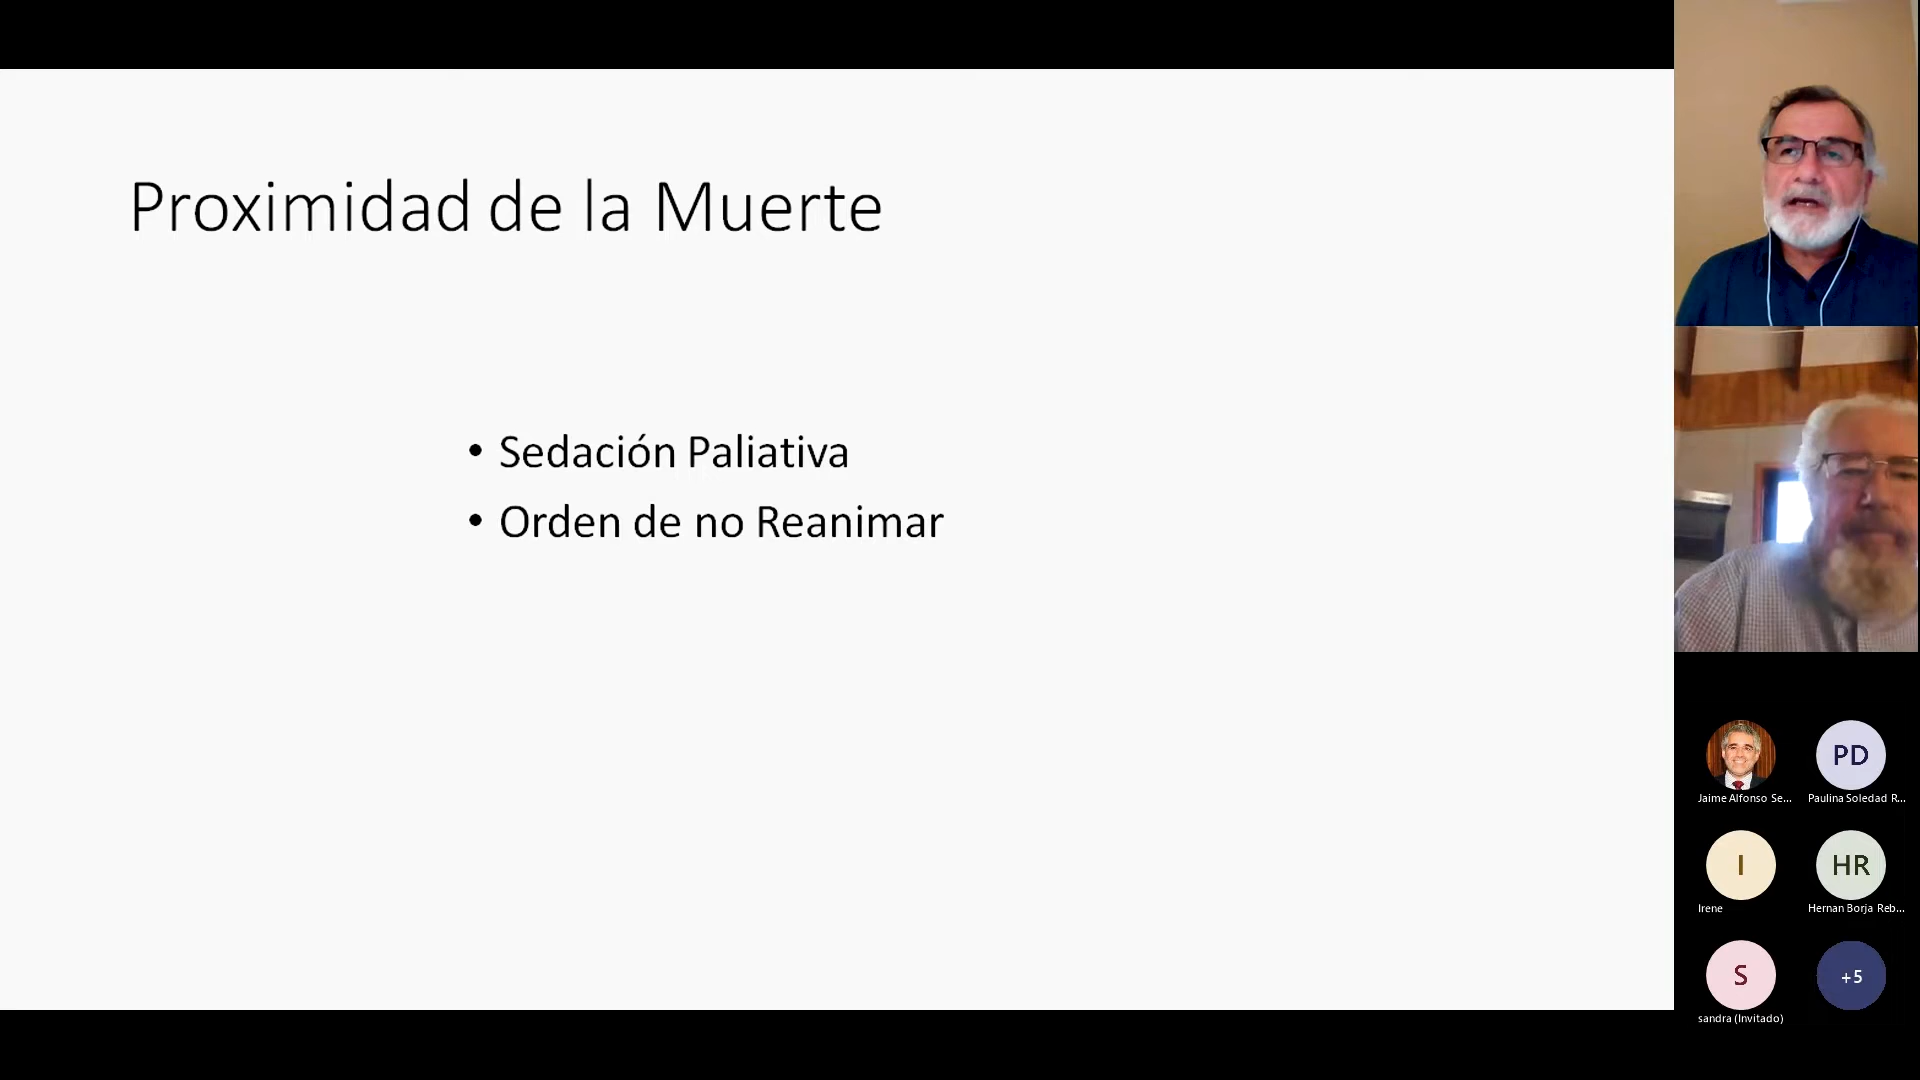 Proximidad de la Muerte
• Sedación Paliativa
• Orden de no Reanimar
PD
Jaime Alfonso Se...
Paulina Soledad R...
I
HR
Irene
Hernan Borja Reb...
S
+5
sandra (Invitado)